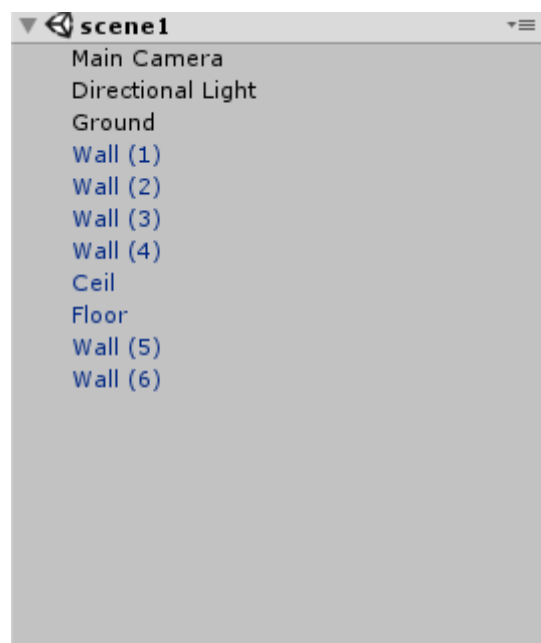 scene1
Main Camera
Directional Light
Ground
Wall (1)
Wall (2)
Wall (3)
Wall (4)
Ceil
Floor
Wall (5)
Wall (6)